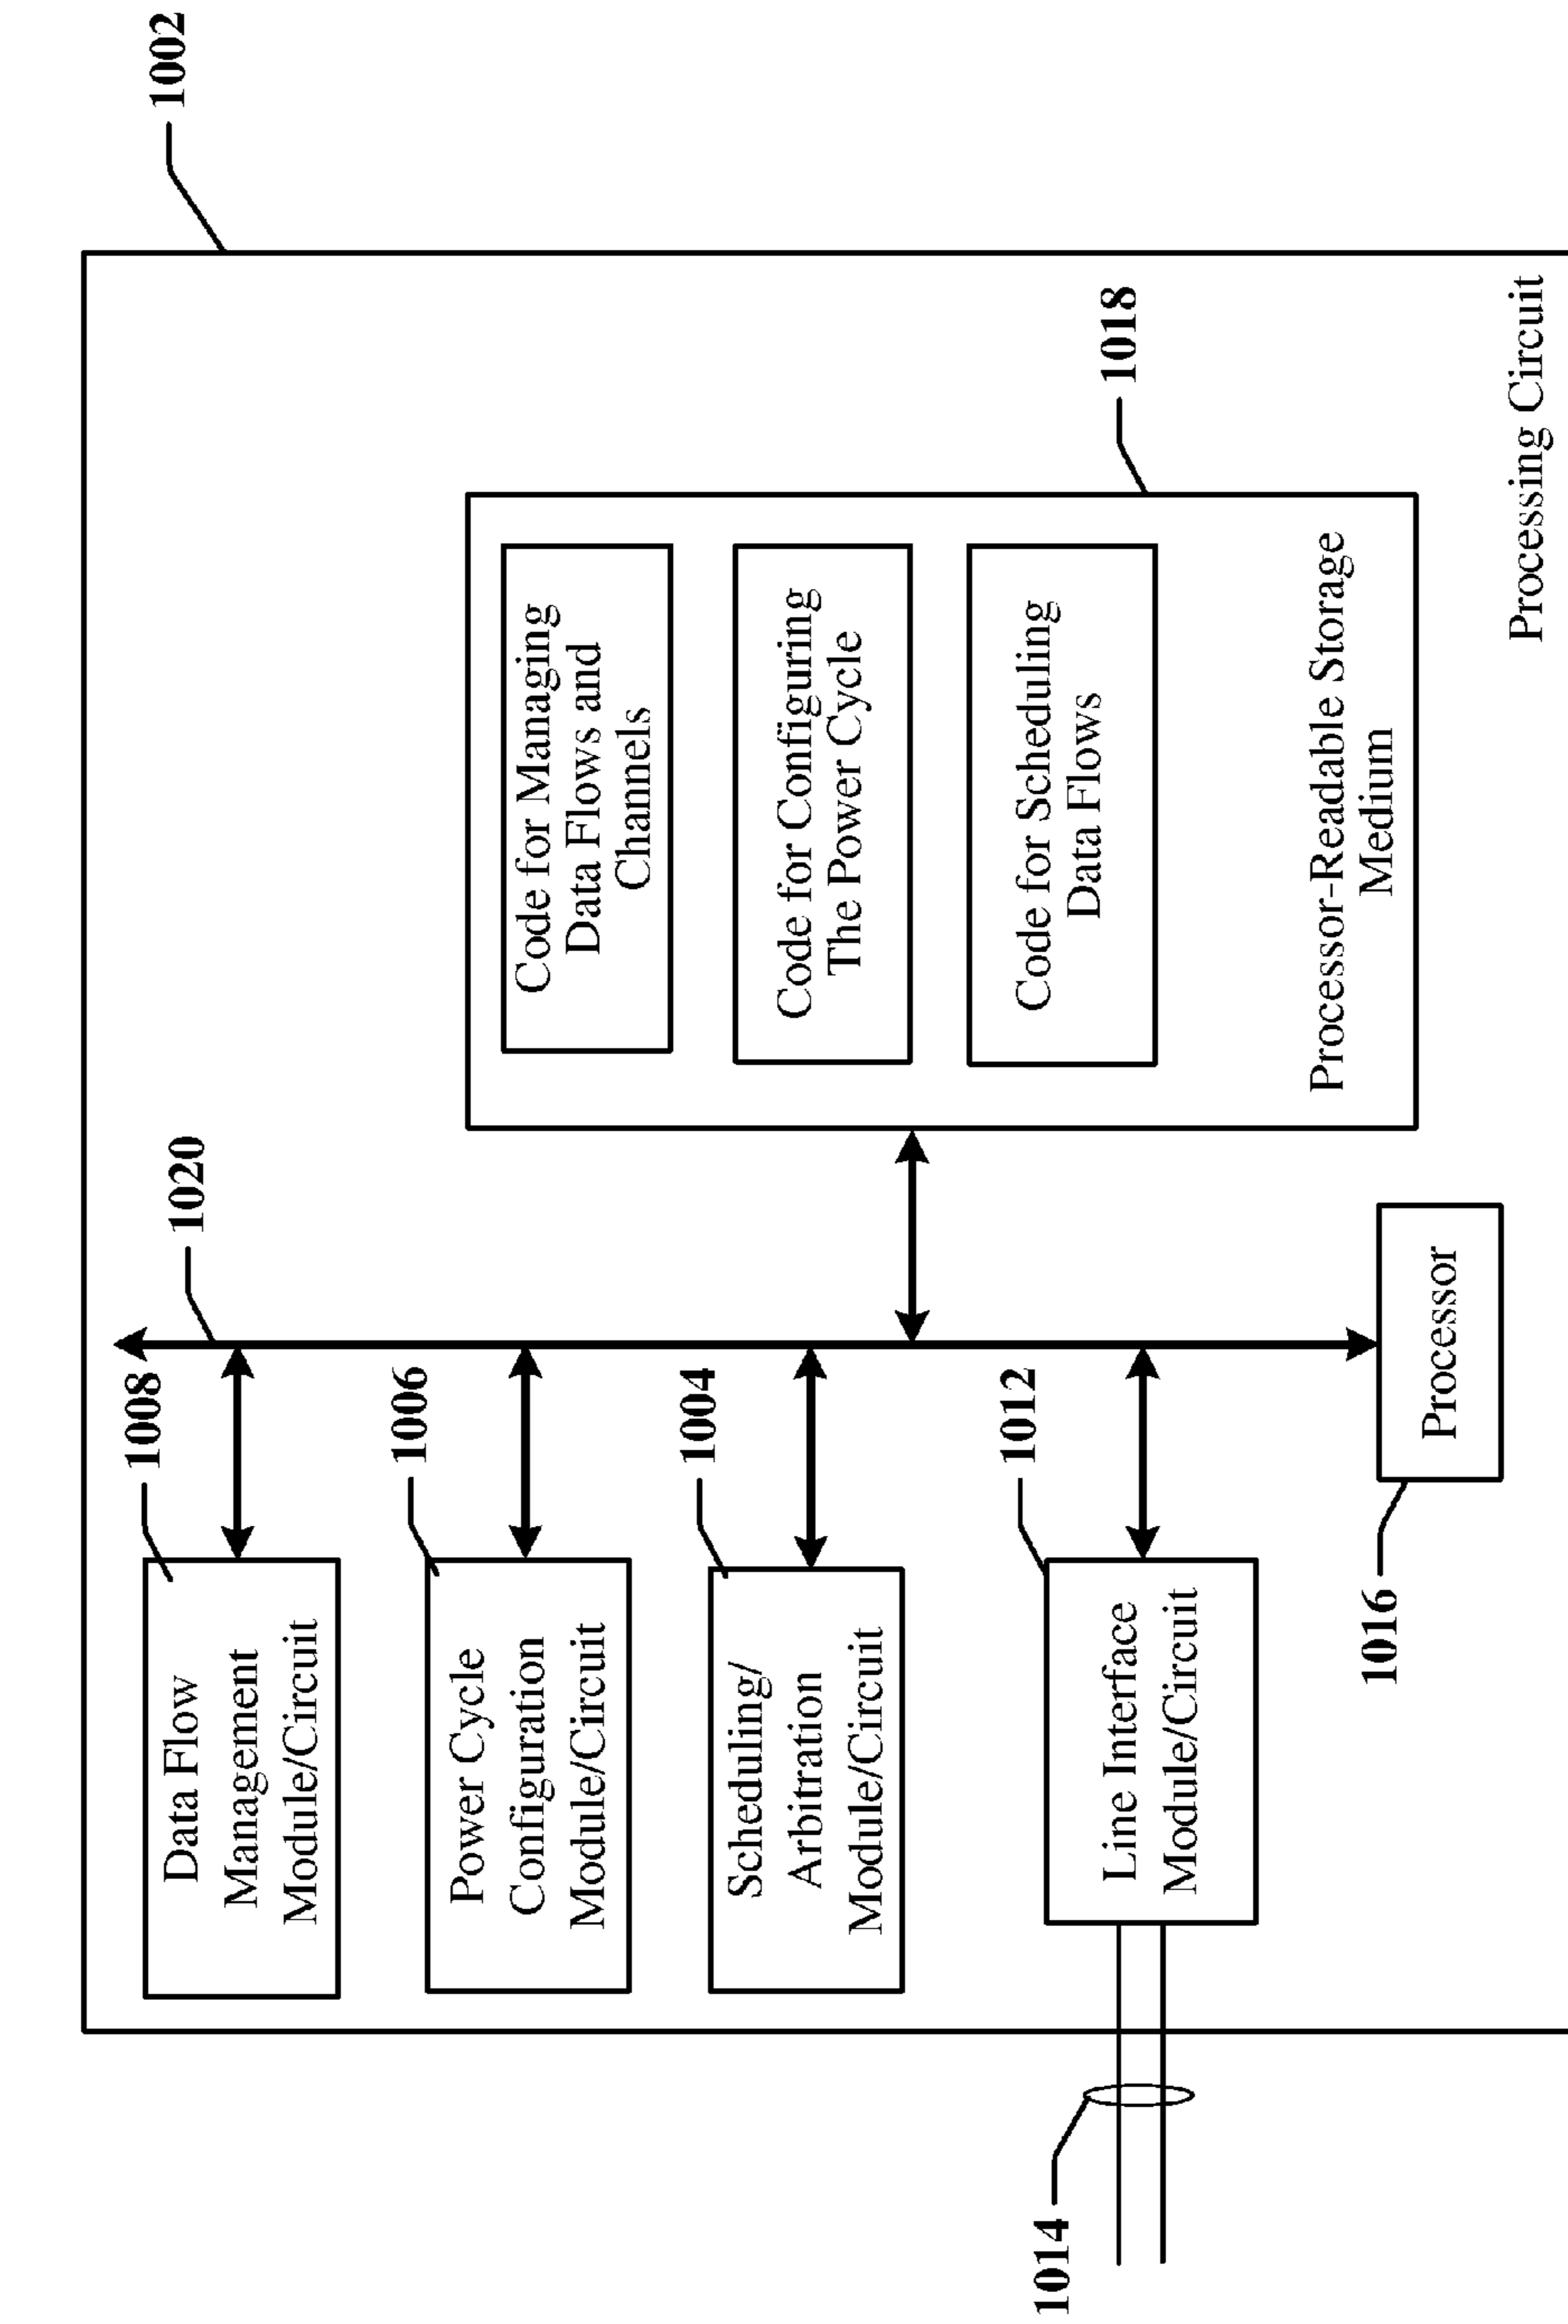 1002
1020
1008
Data Flow
Management
Module/Circuit
1006
Power Cycle
Configuration
Module/Circuit
1004
Scheduling/
Arbitration
Module/Circuit
1012
Line Interface
Module/Circuit
1014
1016
Processor
1018
Code for Managing
Data Flows and
Channels
Code for Configuring
The Power Cycle
Code for Scheduling
Data Flows
Processor-Readable Storage
Medium
Processing Circuit